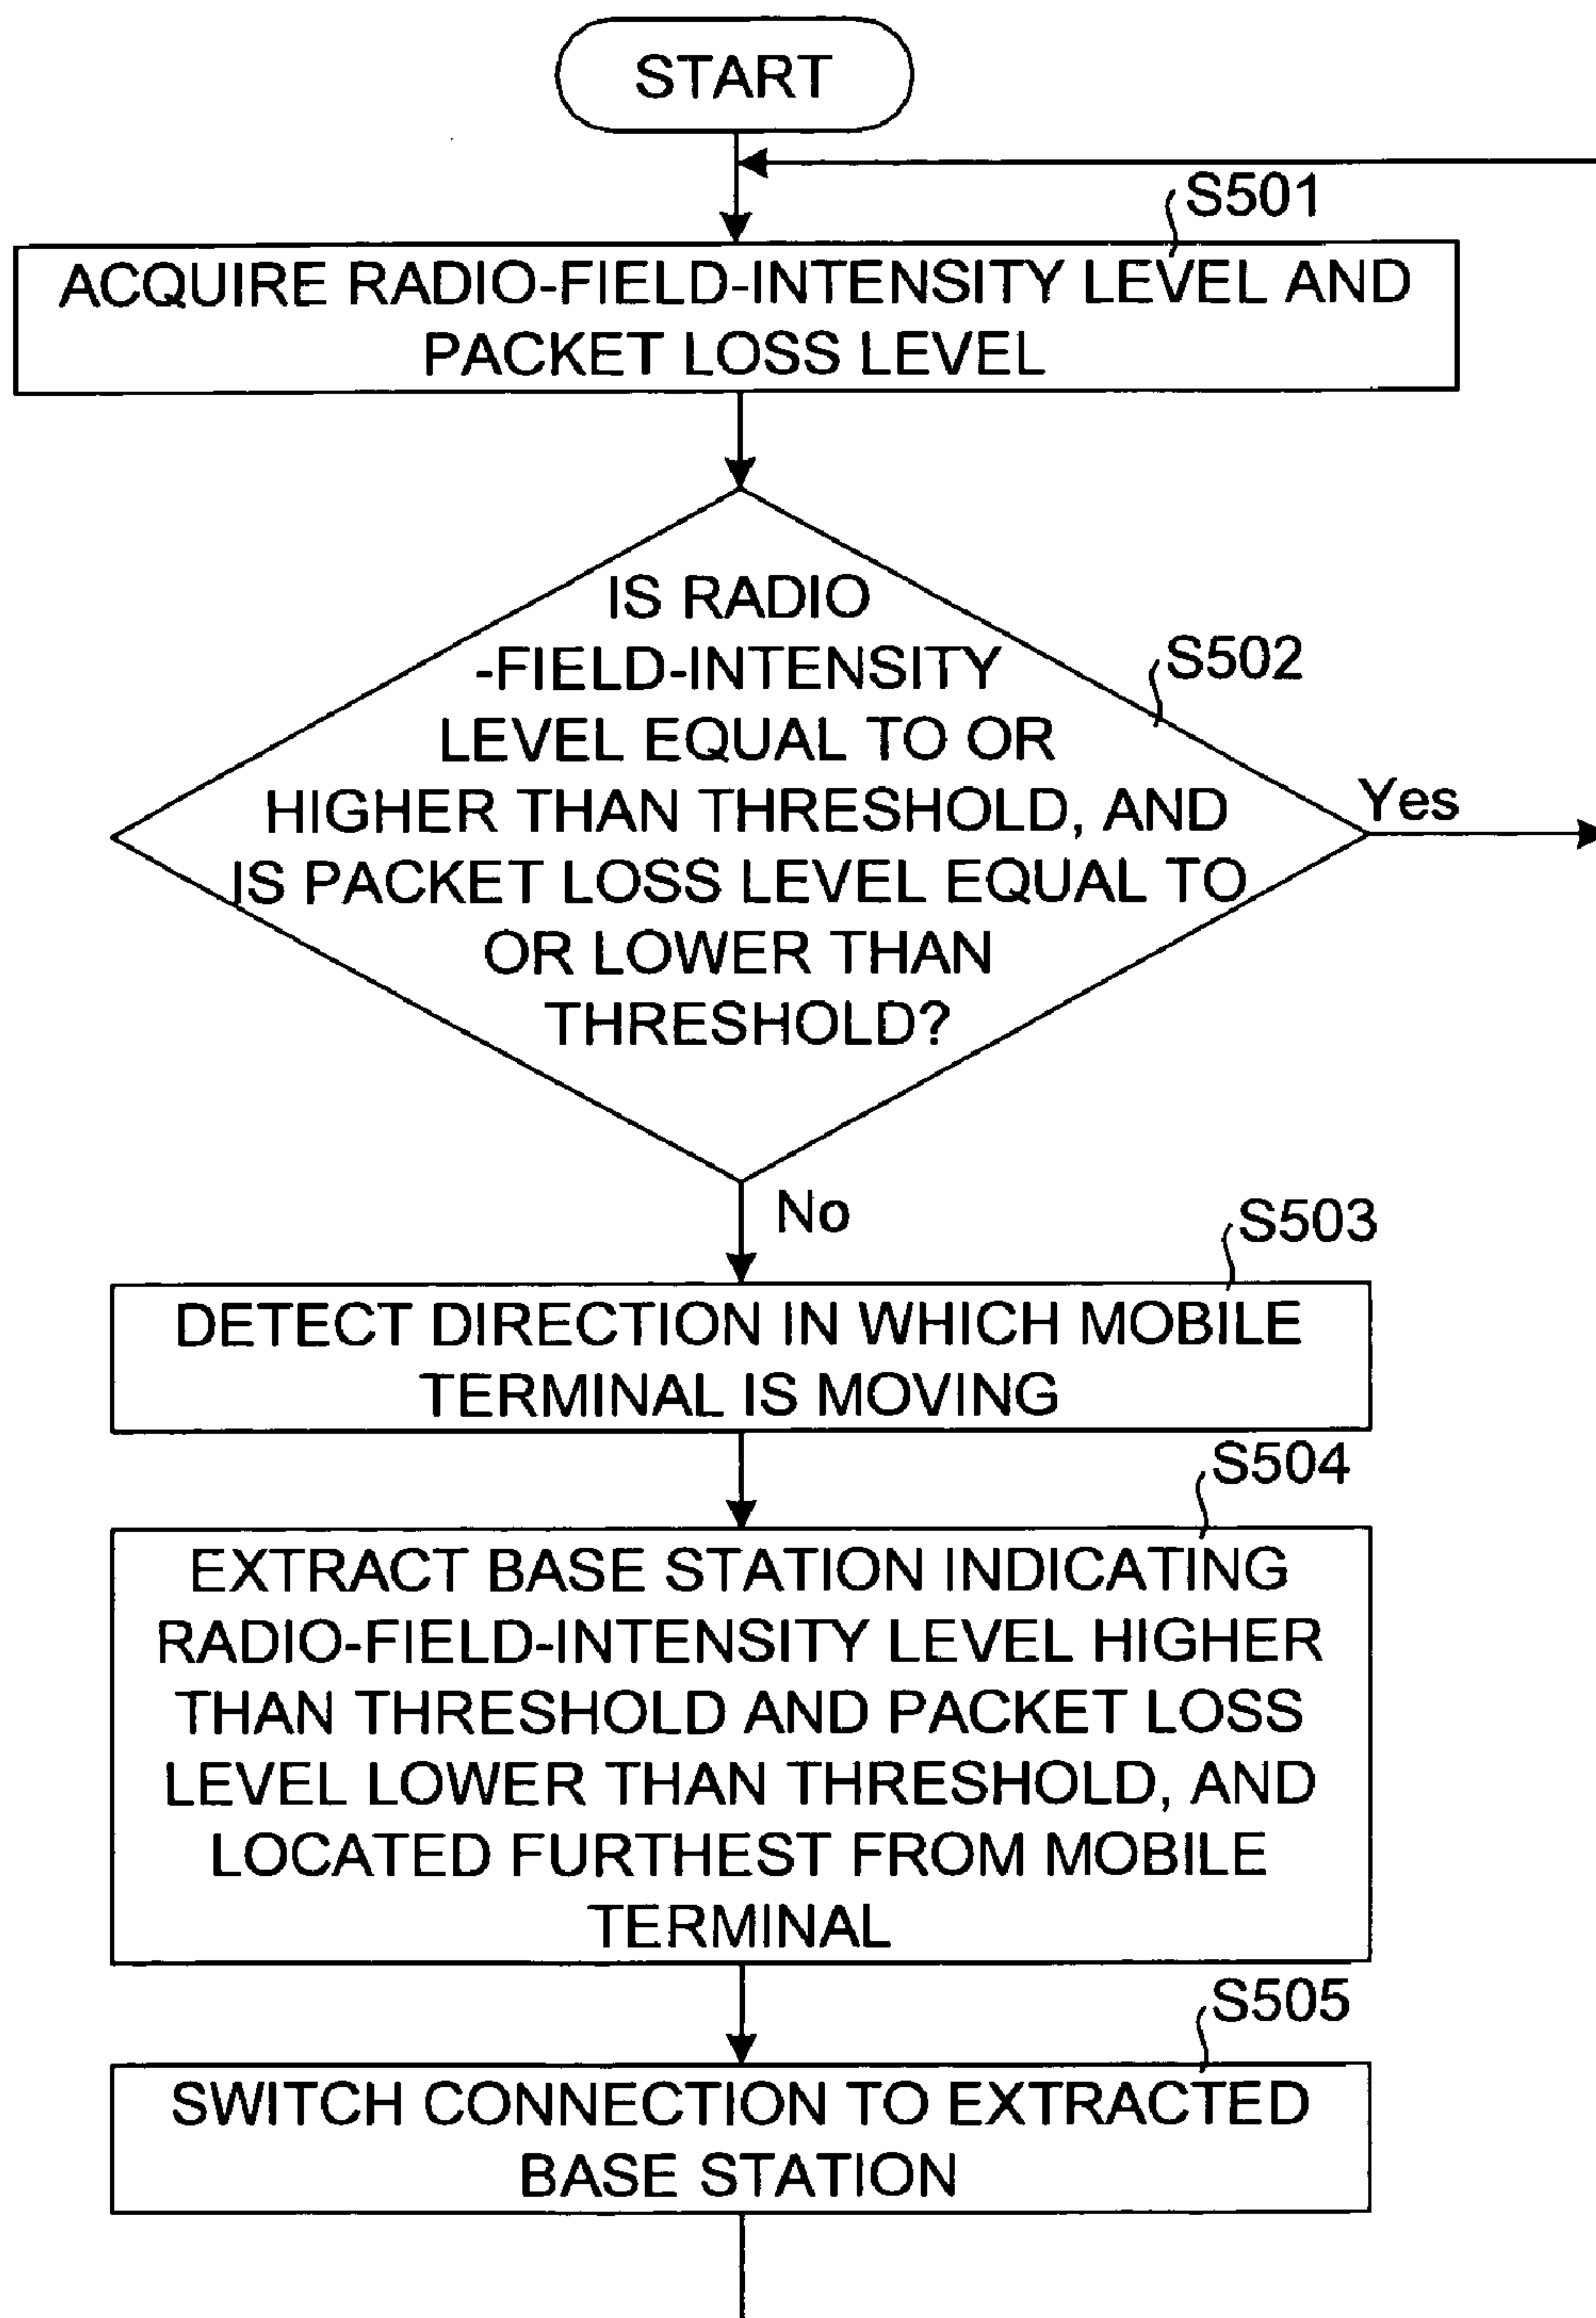 START
S501
ACQUIRE RADIO-FIELD-INTENSITY LEVEL AND
PACKET LOSS LEVEL
IS RADIO
-FIELD-INTENSITY
LEVEL EQUAL TO OR
HIGHER THAN THRESHOLD, AND
IS PACKET LOSS LEVEL EQUAL TO
OR LOWER THAN
THRESHOLD?
S502
Yes
No
S503
DETECT DIRECTION IN WHICH MOBILE
TERMINAL IS MOVING
S504
EXTRACT BASE STATION INDICATING
RADIO-FIELD-INTENSITY LEVEL HIGHER
THAN THRESHOLD AND PACKET LOSS
LEVEL LOWER THAN THRESHOLD, AND
LOCATED FURTHEST FROM MOBILE
TERMINAL
S505
SWITCH CONNECTION TO EXTRACTED
BASE STATION